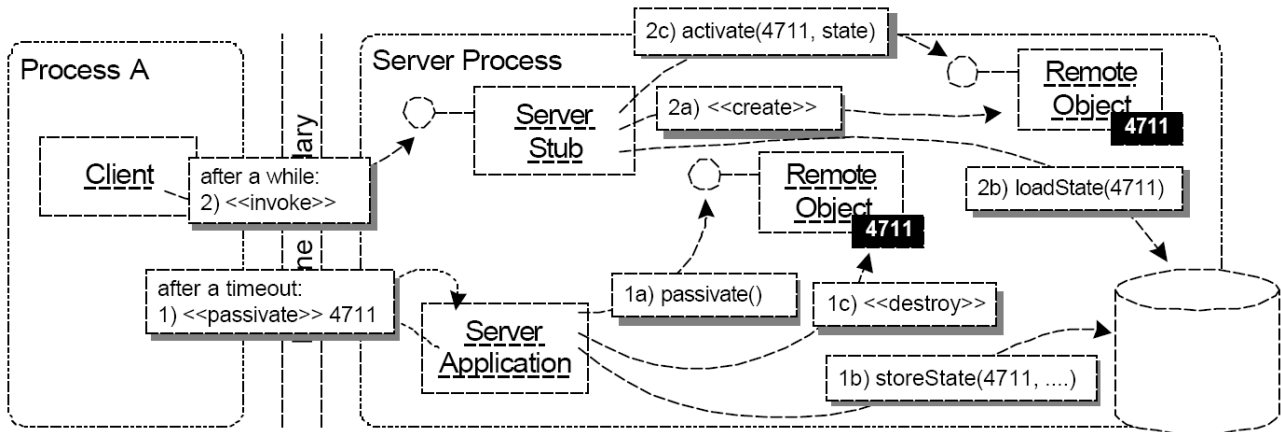 Process A
Client
after a while:
2) <<invoke>>
after a timeout:
1) <<passivate>> 4711
Server Process
2c) activate(4711, state)
Server
Stub
2a) <<create>>
Remote
Object
4711
Remote
Object
4711
2b) loadState(4711)
1a) passivate()
1c) <<destroy>>
Server
Application
1b) storeState(4711, ....)